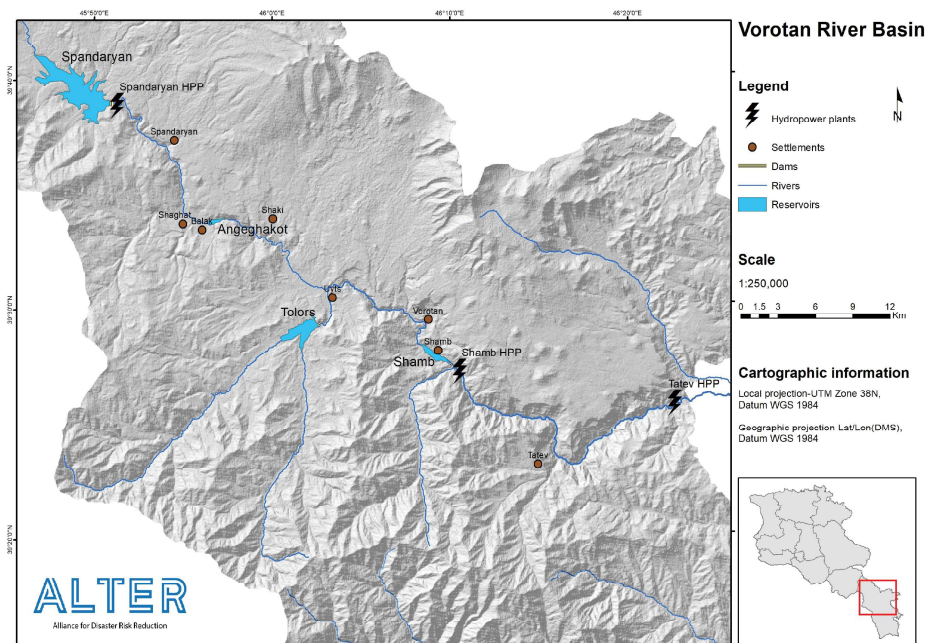 45°50'0"E
46°0'0"E
46°10'0"E
46°20'0"E
Vorotan River Basin
Spandaryan
Spandaryan HPP
Spandaryan
Shaghat
Balak
Shaki
Angeghakot
Tolors
Vorotan
Shamb
Shamb
Shamb HPP
Tatev HPP
Tatev
Legend
N
Hydropower plants
Settlements
Dams
Rivers
Reservoirs
Scale
1:250,000
0 1.5 3 6 9 12
Km
Cartographic information
Local projection-UTM Zone 38N,
Datum WGS 1984
Geographic projection Lat/Lon(DMS),
Datum WGS 1984
ALTER
Alliance for Disaster Risk Reduction